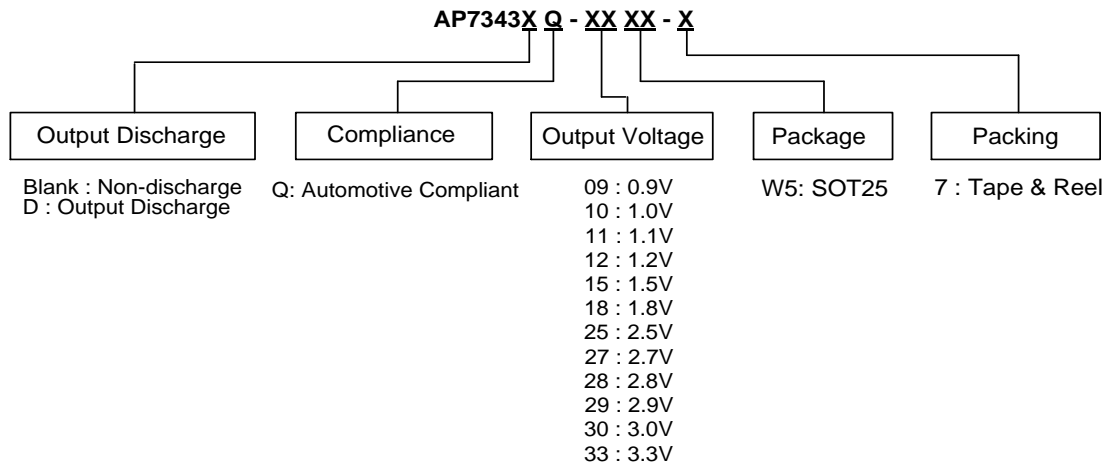 AP7343X Q - XX XX - X
Output Discharge
Compliance
Output Voltage
Package
Packing
Blank : Non-discharge
D : Output Discharge
Q: Automotive Compliant
09 : 0.9V
10 : 1.0V
11 : 1.1V
12 : 1.2V
15 : 1.5V
18 : 1.8V
25 : 2.5V
27 : 2.7V
28 : 2.8V
29 : 2.9V
30 : 3.0V
33 : 3.3V
W5: SOT25
7 : Tape & Reel